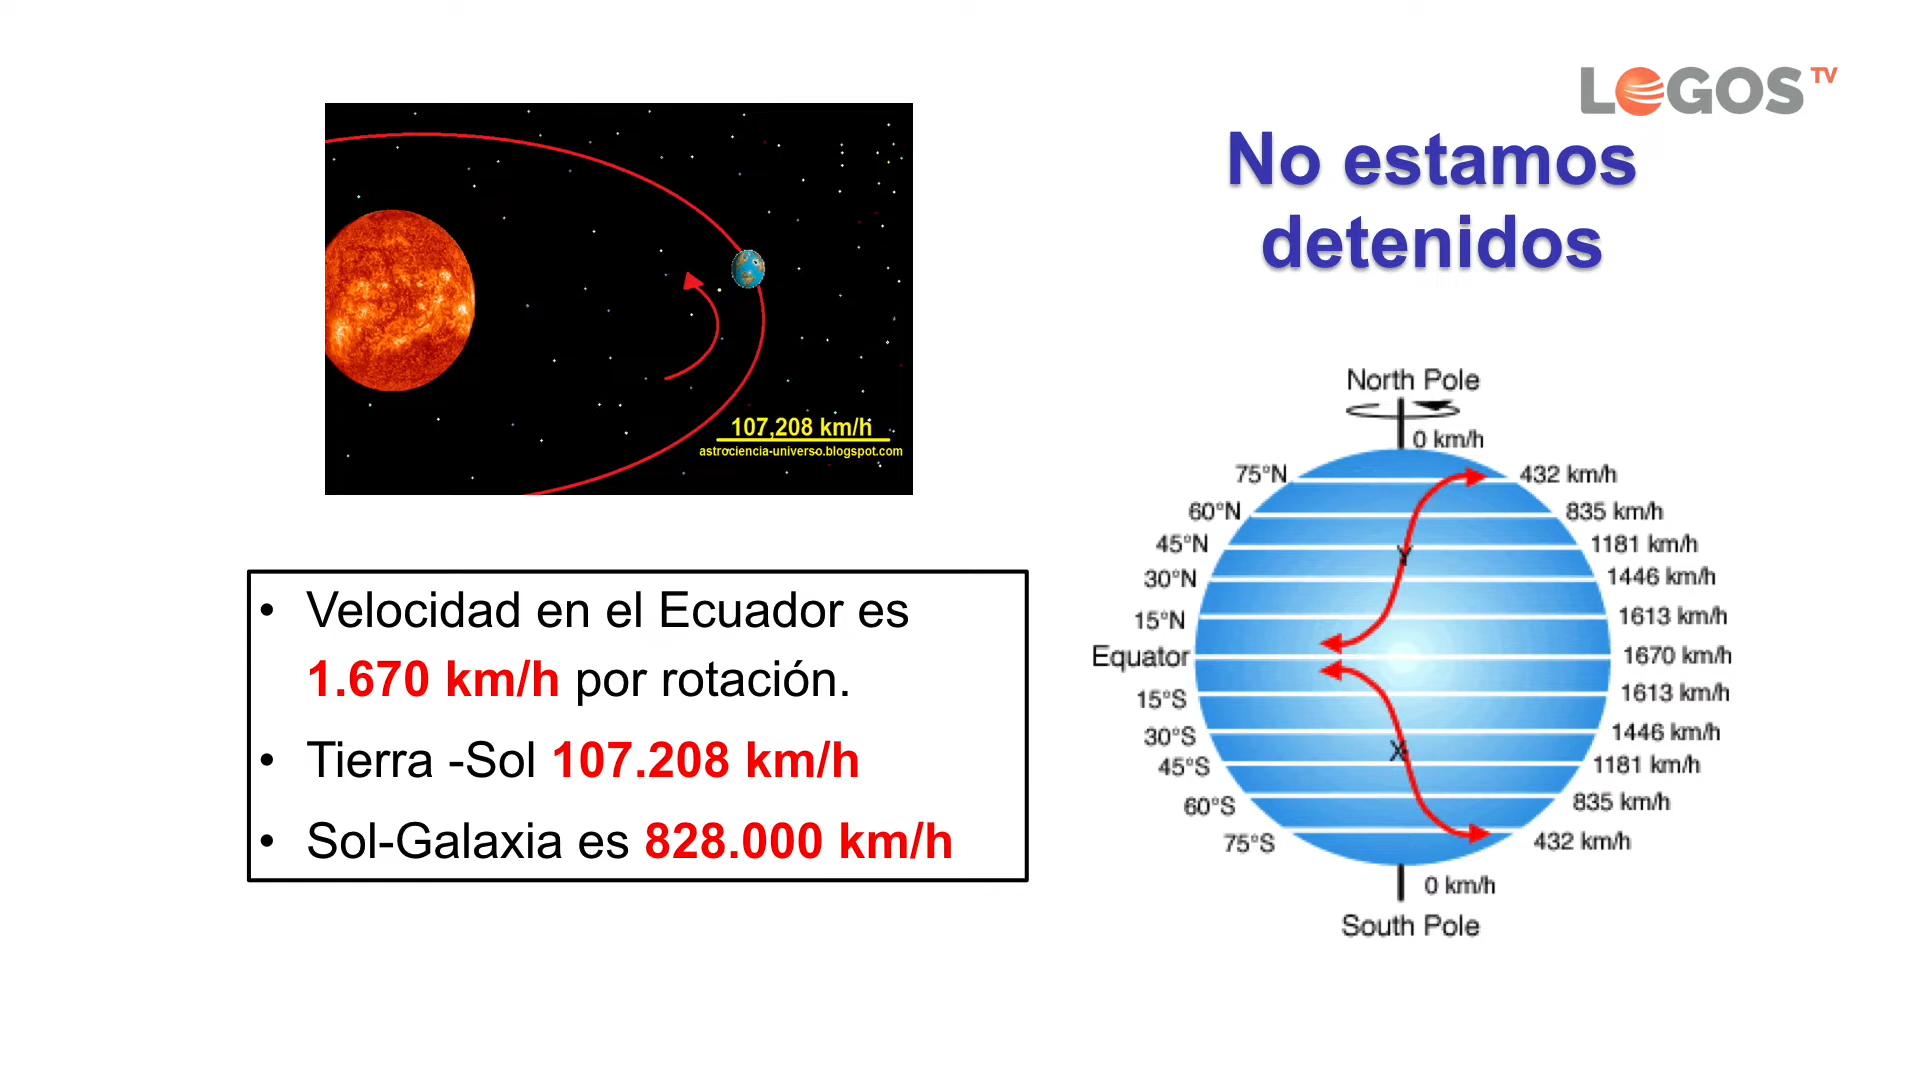 LOGOS TV
No estamos
detenidos
107,208 km/h
astrociencia-universo.blogspot.com
• Velocidad en el Ecuador es
1.670 km/h por rotación.
• Tierra -Sol 107.208 km/h
• Sol-Galaxia es 828.000 km/h
North Pole
0 km/h
75°N 432 km/h
60°N 835 km/h
45°N 1181 km/h
Y
30°N 1446 km/h
15°N 1613 km/h
Equator 1670 km/h
15°S 1613 km/h
30°S 1446 km/h
X
45°S 1181 km/h
60°S 835 km/h
75°S 432 km/h
0 km/h
South Pole